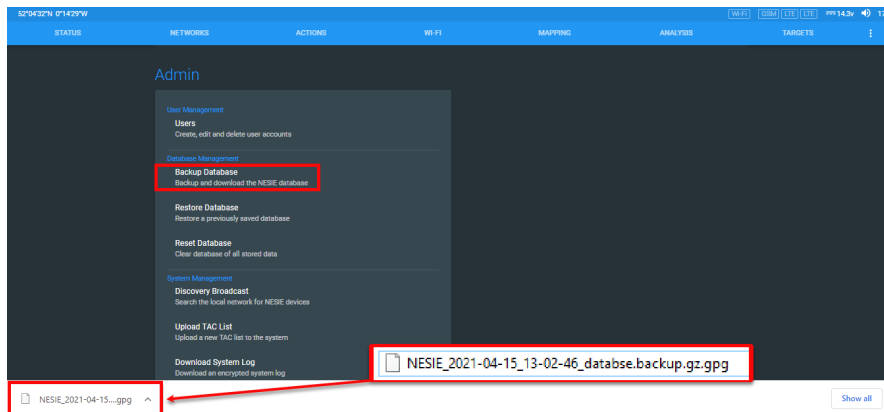 52°04'32"N 0°14'29"W Wi-Fi GSM LTE LTE 14.3v 17
STATUS NETWORKS ACTIONS WI-FI MAPPING ANALYSIS TARGETS
Admin
User Management
Users
Create, edit and delete user accounts
Database Management
Backup Database
Backup and download the NESIE database
Restore Database
Restore a previously saved database
Reset Database
Clear database of all stored data
System Management
Discovery Broadcast
Search the local network for NESIE devices
Upload TAC List
Upload a new TAC list to the system
Download System Log
Download an encrypted system log
NESIE_2021-04-15_13-02-46_databse.backup.gz.gpg
NESIE_2021-04-15....gpg
Show all